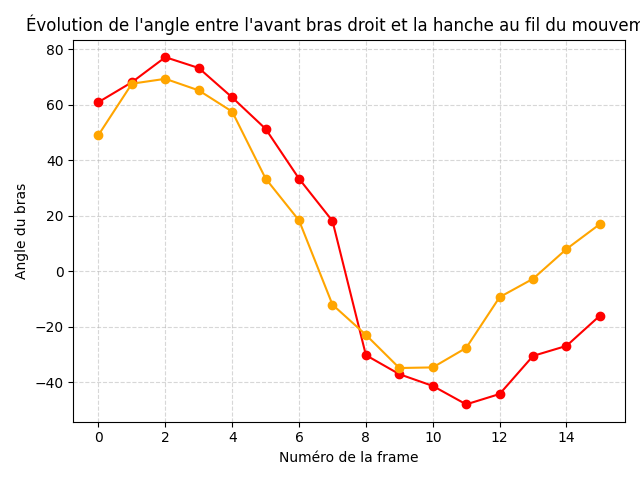 Évolution de l'angle entre l'avant bras droit et la hanche au fil du mouvem
80
60
40
20
0
−20
−40
Angle du bras
0 2 4 6 8 10 12 14
Numéro de la frame